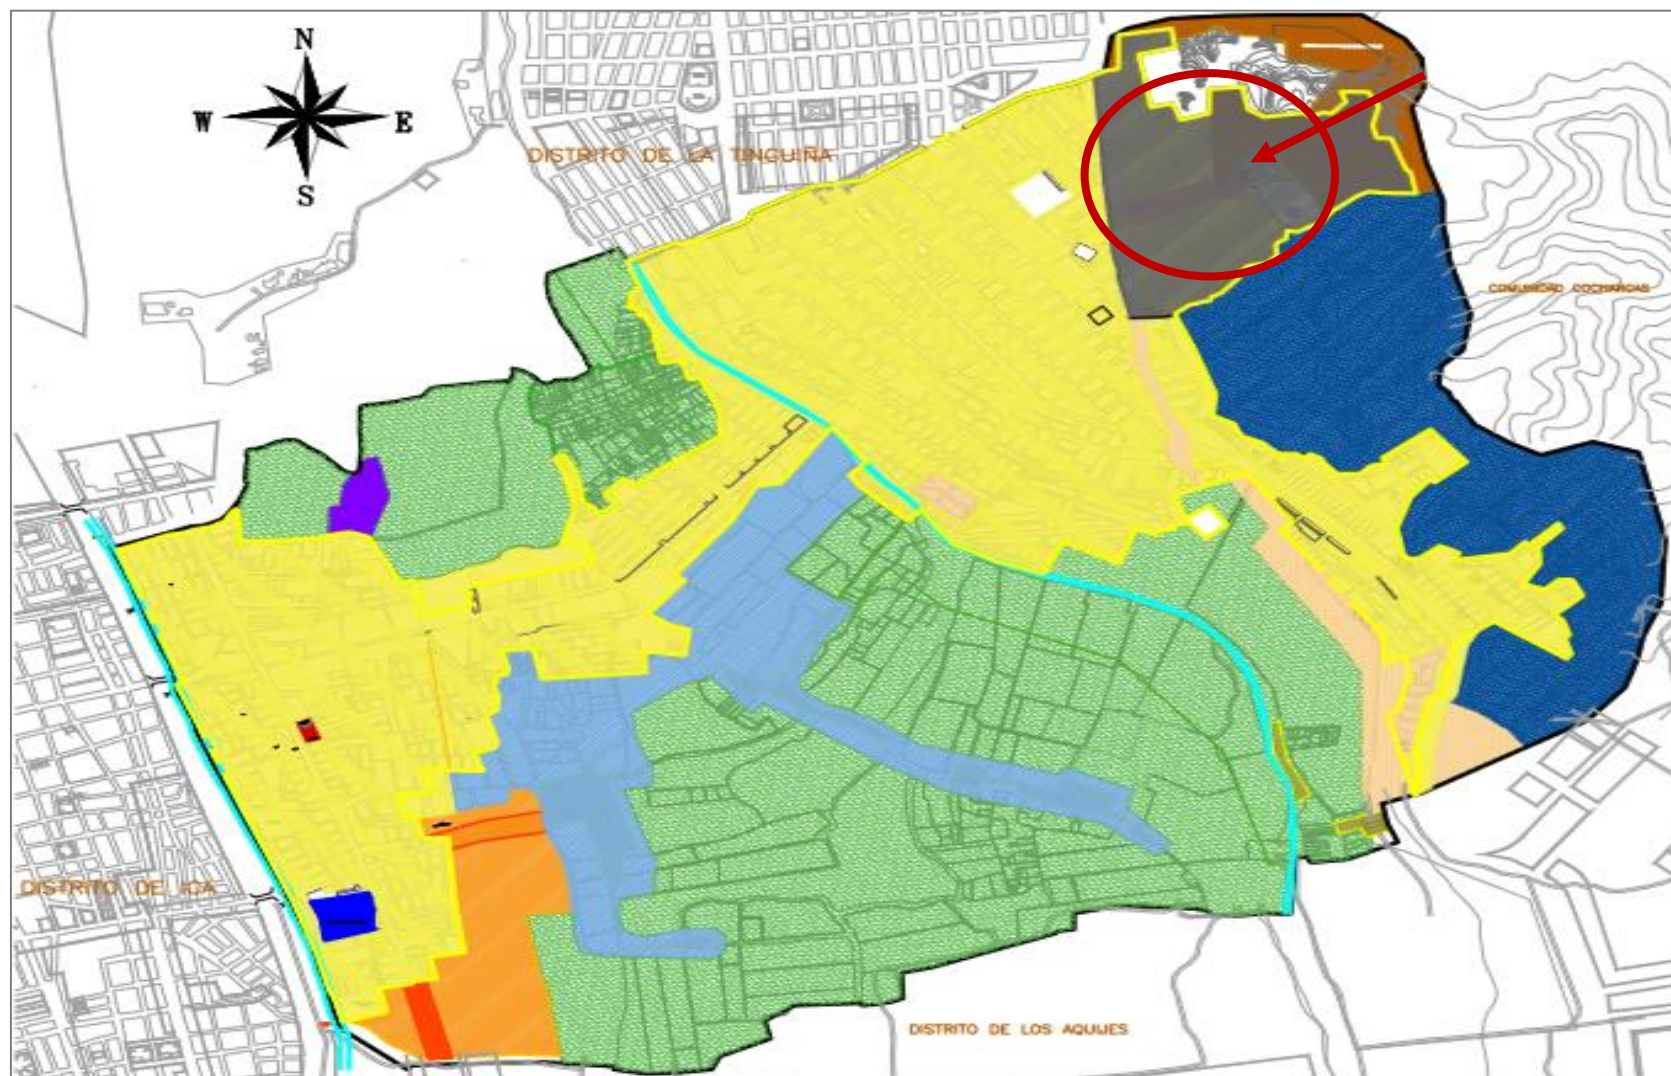 N
W E
S
DISTRITO DE LA TINGUIÑA
COMUNIDAD COCHARCAS
DISTRITO DE ICA
DISTRITO DE LOS AQUIJES